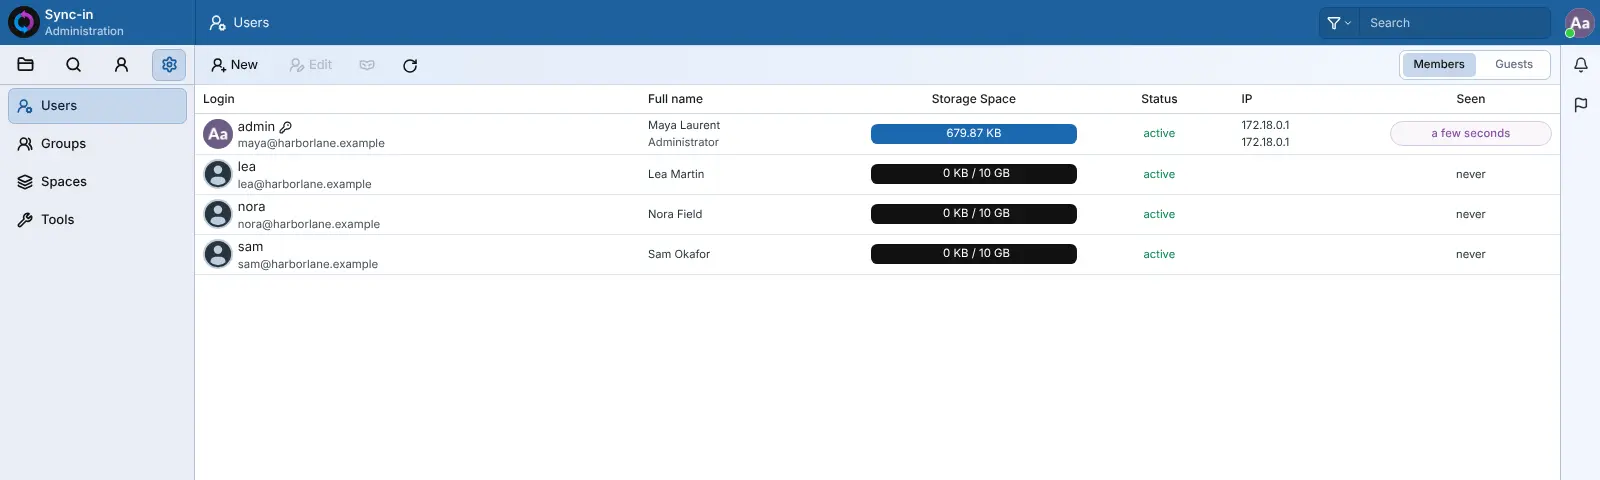 Sync-in
Administration
Users
Search
Aa
New
Edit
Members
Guests
Users
Groups
Spaces
Tools
Login
Full name
Storage Space
Status
IP
Seen
Aa
admin
maya@harborlane.example
Maya Laurent
Administrator
679.87 KB
active
172.18.0.1
172.18.0.1
a few seconds
lea
lea@harborlane.example
Lea Martin
0 KB / 10 GB
active
never
nora
nora@harborlane.example
Nora Field
0 KB / 10 GB
active
never
sam
sam@harborlane.example
Sam Okafor
0 KB / 10 GB
active
never